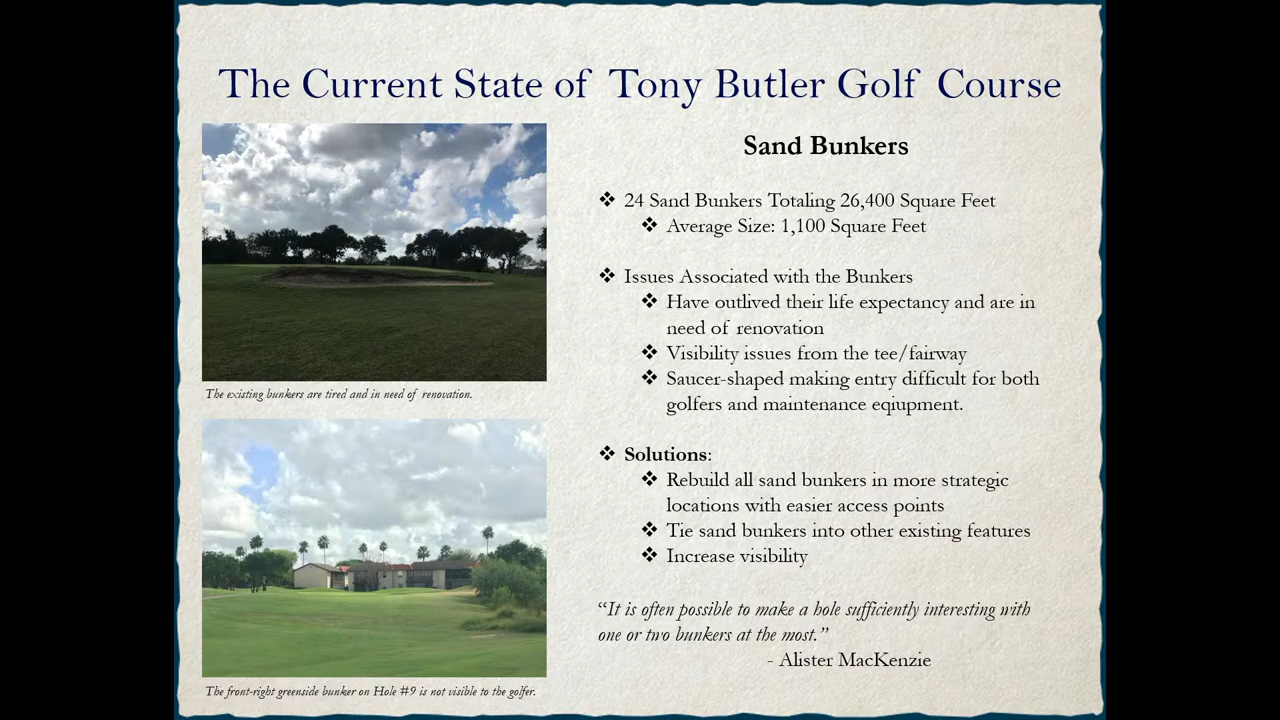 The Current State of Tony Butler Golf Course
The existing bunkers are tired and in need of renovation.
The front-right greenside bunker on Hole #9 is not visible to the golfer.
Sand Bunkers
❖ 24 Sand Bunkers Totaling 26,400 Square Feet
❖ Average Size: 1,100 Square Feet
❖ Issues Associated with the Bunkers
❖ Have outlived their life expectancy and are in
need of renovation
❖ Visibility issues from the tee/fairway
❖ Saucer-shaped making entry difficult for both
golfers and maintenance eqiupment.
❖ Solutions:
❖ Rebuild all sand bunkers in more strategic
locations with easier access points
❖ Tie sand bunkers into other existing features
❖ Increase visibility
“It is often possible to make a hole sufficiently interesting with
one or two bunkers at the most.”
- Alister MacKenzie